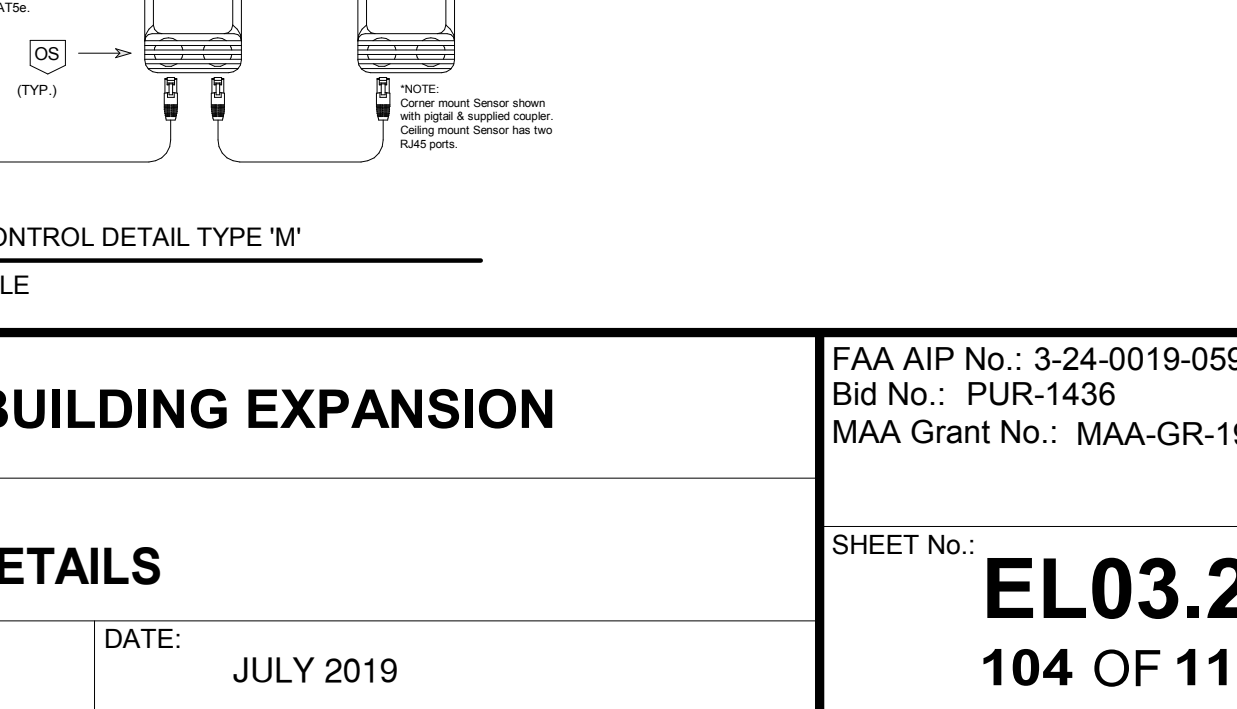 AT5e.
OS
(TYP.)
*NOTE:
Corner mount Sensor shown
with pigtail & supplied coupler.
Ceiling mount Sensor has two
RJ45 ports.
ONTROL DETAIL TYPE 'M'
LE
BUILDING EXPANSION
ETAILS
DATE:
JULY 2019
FAA AIP No.: 3-24-0019-059
Bid No.: PUR-1436
MAA Grant No.: MAA-GR-19
SHEET No.:
EL03.2
104 OF 11